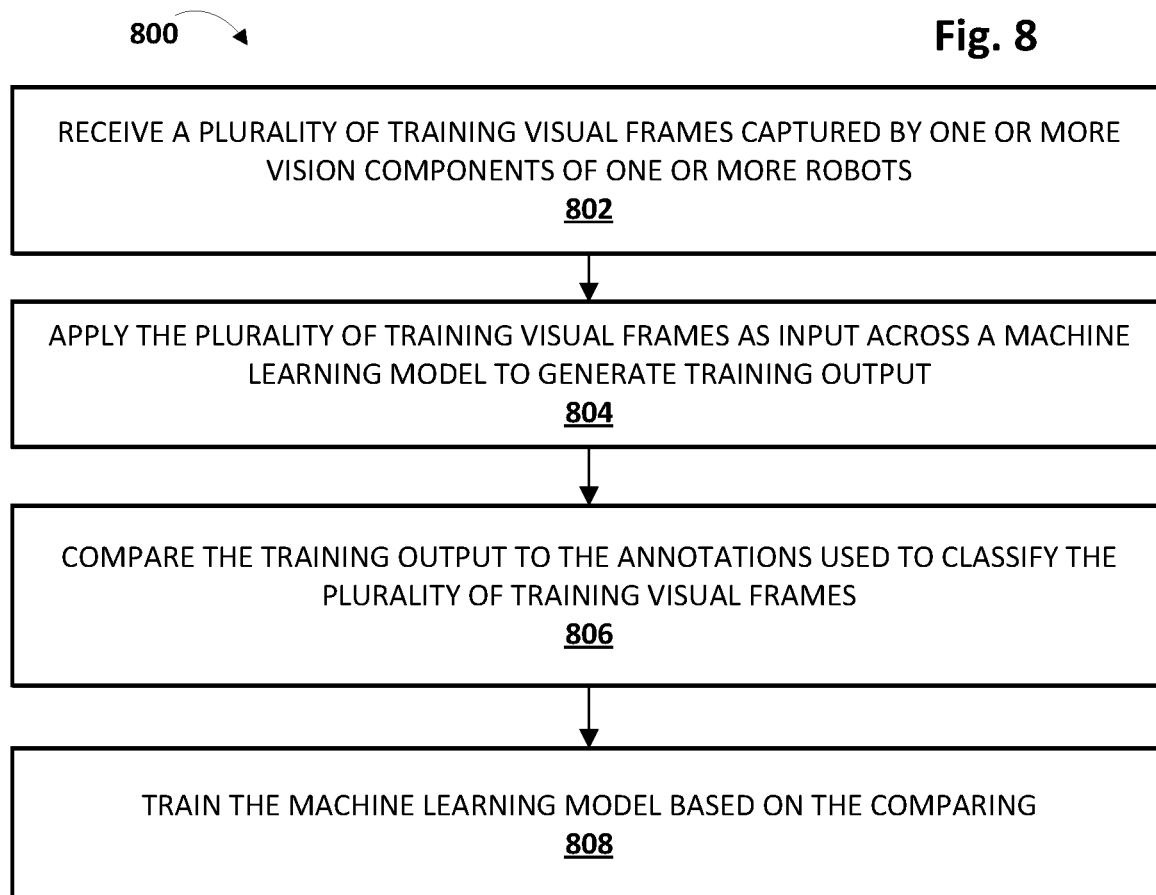 800
Fig. 8
RECEIVE A PLURALITY OF TRAINING VISUAL FRAMES CAPTURED BY ONE OR MORE
VISION COMPONENTS OF ONE OR MORE ROBOTS
802
APPLY THE PLURALITY OF TRAINING VISUAL FRAMES AS INPUT ACROSS A MACHINE
LEARNING MODEL TO GENERATE TRAINING OUTPUT
804
COMPARE THE TRAINING OUTPUT TO THE ANNOTATIONS USED TO CLASSIFY THE
PLURALITY OF TRAINING VISUAL FRAMES
806
TRAIN THE MACHINE LEARNING MODEL BASED ON THE COMPARING
808